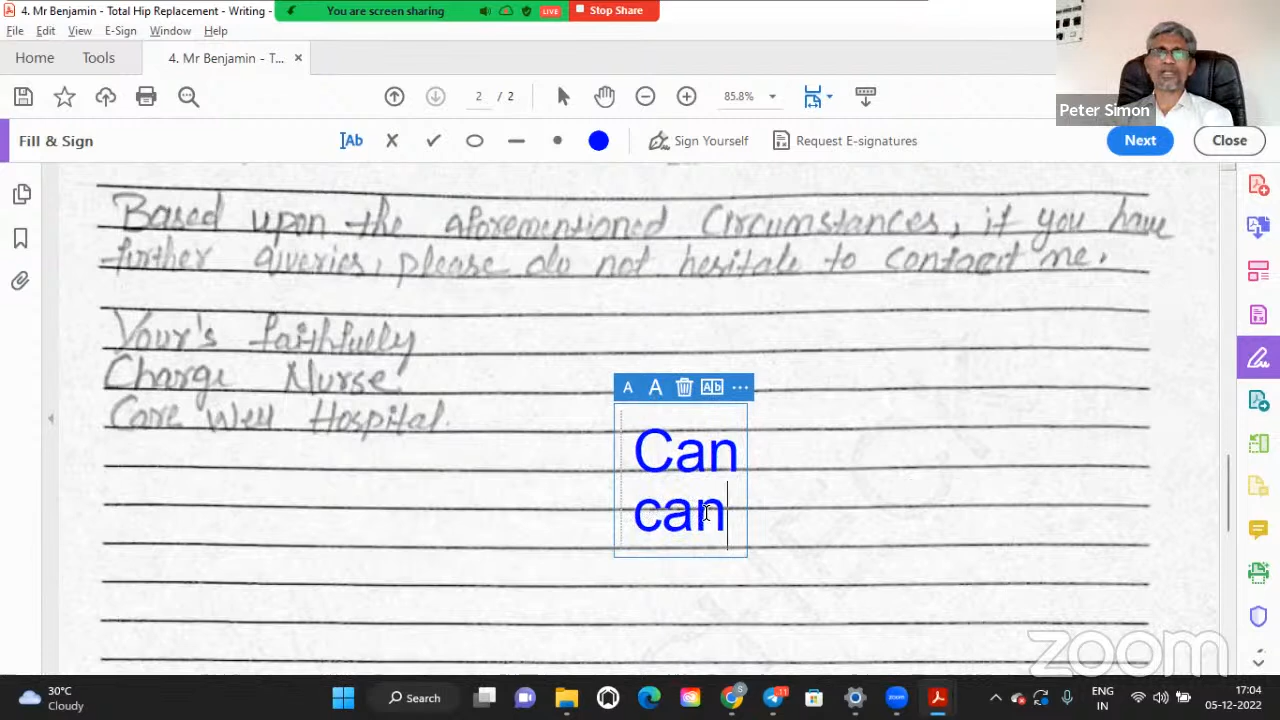 4. Mr Benjamin - Total Hip Replacement - Writing -
You are screen sharing
LIVE
Stop Share
File Edit View E-Sign Window Help
Home Tools 4. Mr Benjamin - T... ×
2 / 2
85.8%
Peter Simon
Fill & Sign
Ab
Sign Yourself
Request E-signatures
Next
Close
Based upon the aforementioned Circumstances, if you have
further queries, please do not hesitate to contact me.
Your's faithfully
Charge Nurse
Care Well Hospital.
A A Ab ...
Can
can
zoom
30°C
Cloudy
Search
S
11
zoom
ENG
IN
17:04
05-12-2022